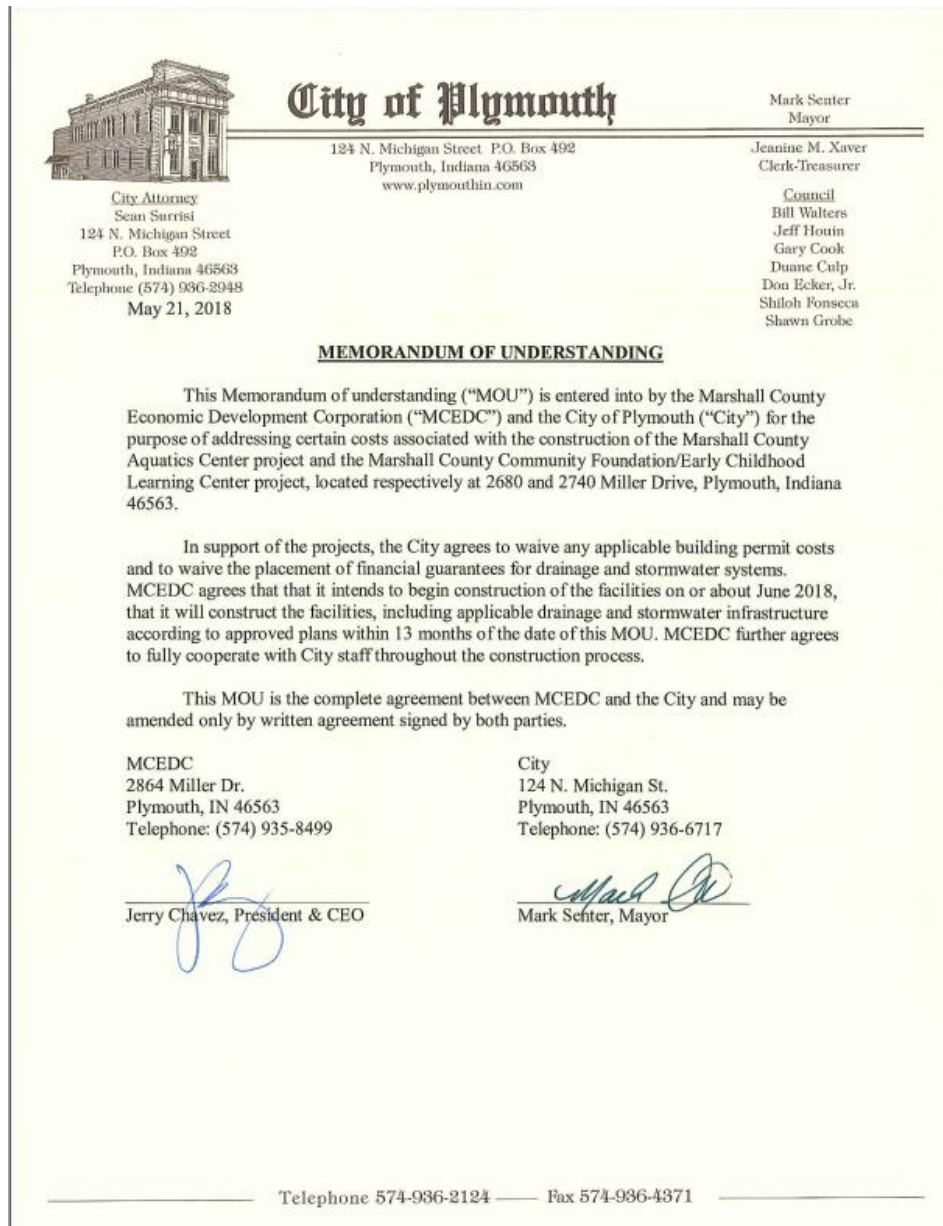 City of Plymouth
124 N. Michigan Street P.O. Box 492
Plymouth, Indiana 46563
www.plymouthin.com
Mark Senter
Mayor
Jeanine M. Xaver
Clerk-Treasurer
Council
Bill Walters
Jeff Houin
Gary Cook
Duane Culp
Don Ecker, Jr.
Shiloh Fonseca
Shawn Grobe
City Attorney
Sean Surrisi
124 N. Michigan Street
P.O. Box 492
Plymouth, Indiana 46563
Telephone (574) 936-2948
May 21, 2018
MEMORANDUM OF UNDERSTANDING
This Memorandum of understanding (“MOU”) is entered into by the Marshall County
Economic Development Corporation (“MCEDC”) and the City of Plymouth (“City”) for the
purpose of addressing certain costs associated with the construction of the Marshall County
Aquatics Center project and the Marshall County Community Foundation/Early Childhood
Learning Center project, located respectively at 2680 and 2740 Miller Drive, Plymouth, Indiana
46563.
In support of the projects, the City agrees to waive any applicable building permit costs
and to waive the placement of financial guarantees for drainage and stormwater systems.
MCEDC agrees that that it intends to begin construction of the facilities on or about June 2018,
that it will construct the facilities, including applicable drainage and stormwater infrastructure
according to approved plans within 13 months of the date of this MOU. MCEDC further agrees
to fully cooperate with City staff throughout the construction process.
This MOU is the complete agreement between MCEDC and the City and may be
amended only by written agreement signed by both parties.
MCEDC
2864 Miller Dr.
Plymouth, IN 46563
Telephone: (574) 935-8499
Jerry Chavez, President & CEO
City
124 N. Michigan St.
Plymouth, IN 46563
Telephone: (574) 936-6717
Mark Senter, Mayor
Telephone 574-936-2124 —— Fax 574-936-4371